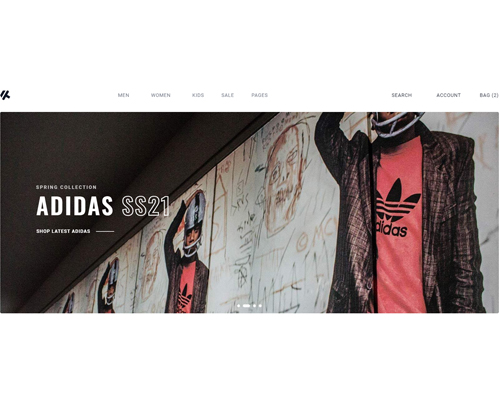 MEN WOMEN KIDS SALE PAGES SEARCH ACCOUNT BAG (2)
SPRING COLLECTION
ADIDAS SS21
SHOP LATEST ADIDAS
adidas